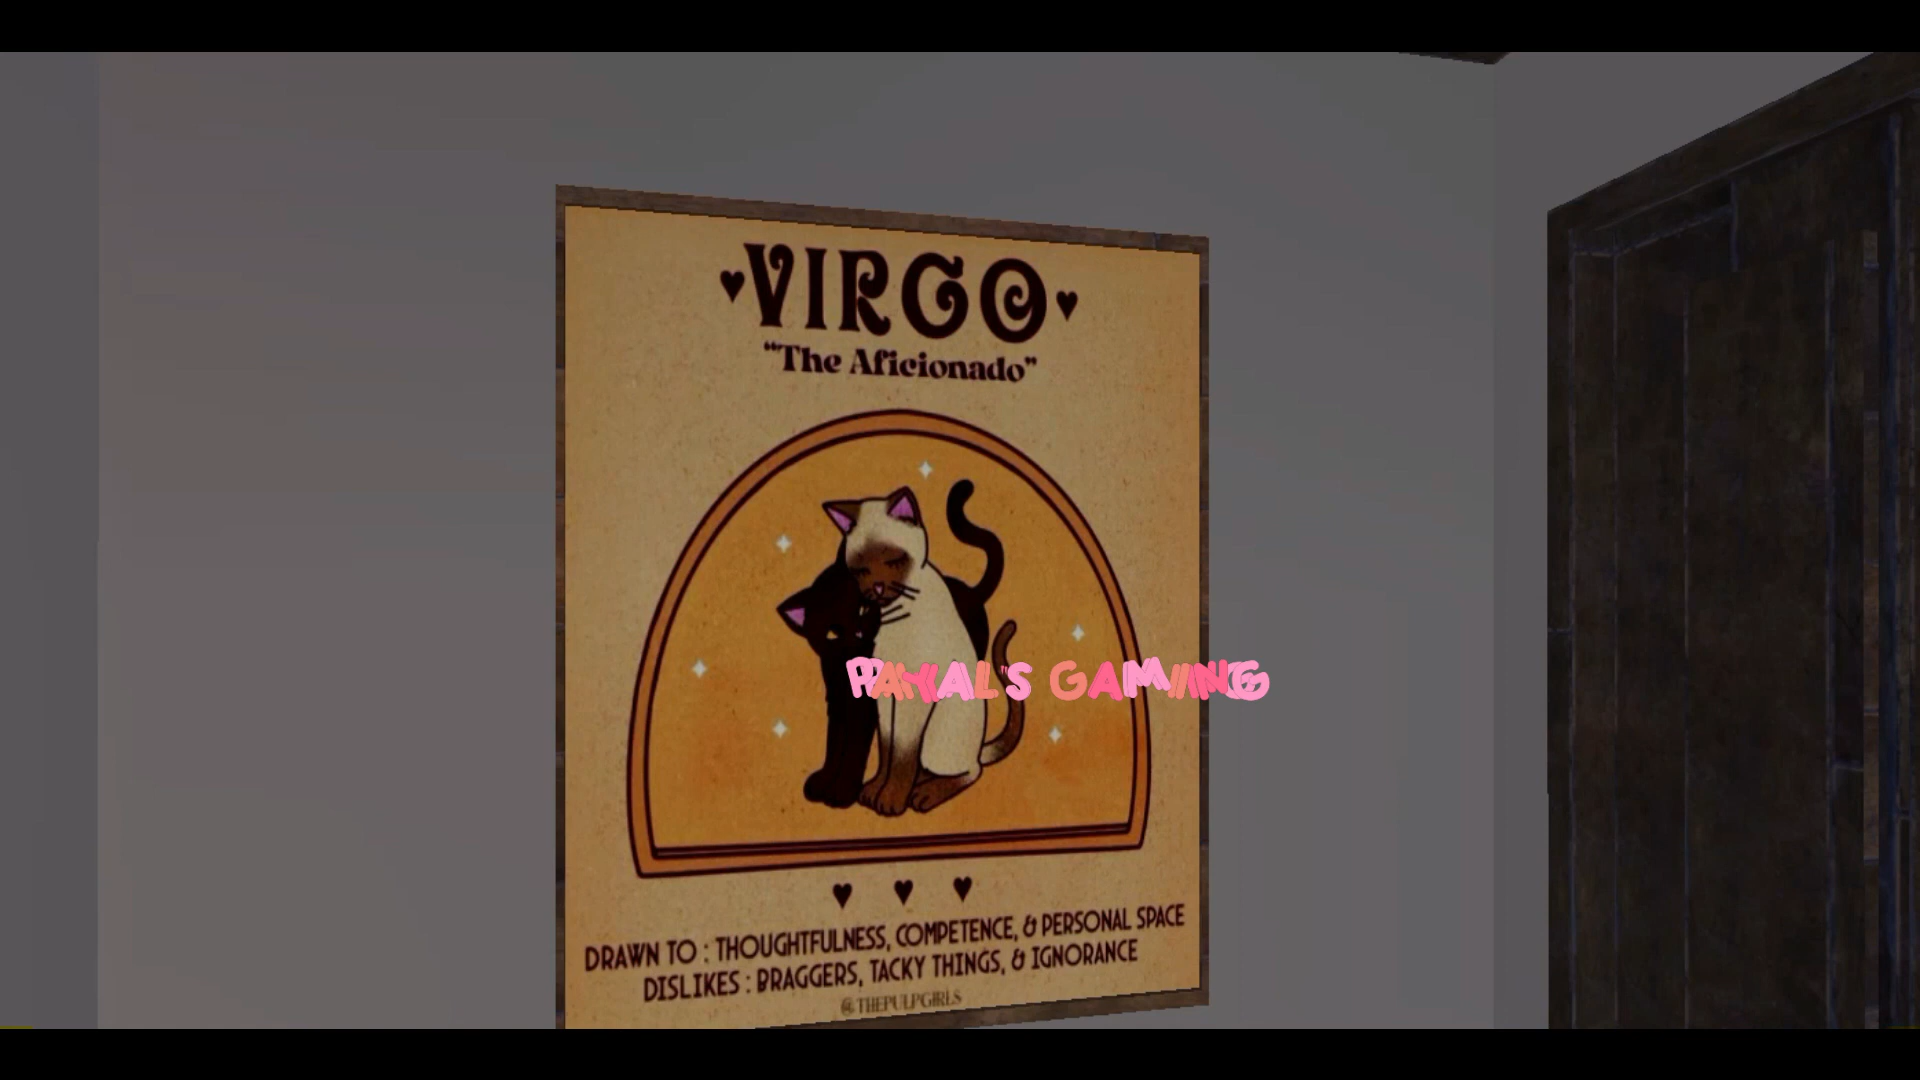 ♥VIRGO♥
"The Aficionado"
PAYAL'S GAMING
♥ ♥ ♥
DRAWN TO : THOUGHTFULNESS, COMPETENCE, & PERSONAL SPACE
DISLIKES : BRAGGERS, TACKY THINGS, & IGNORANCE
@THEPULPGIRLS